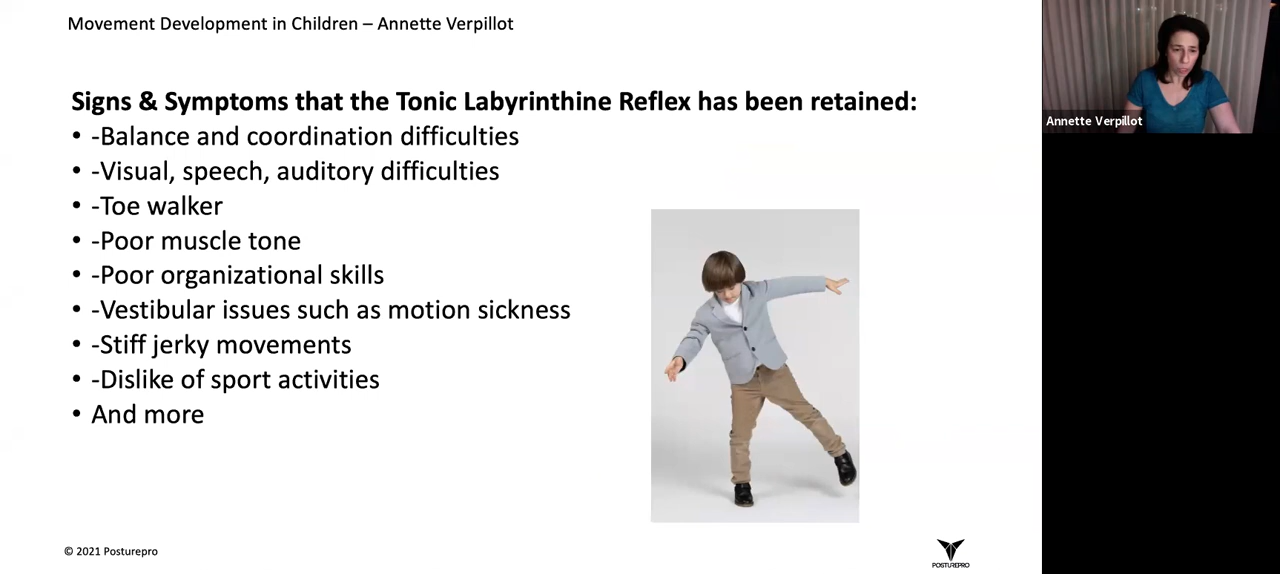 Movement Development in Children – Annette Verpillot
Signs & Symptoms that the Tonic Labyrinthine Reflex has been retained:
• -Balance and coordination difficulties
• -Visual, speech, auditory difficulties
• -Toe walker
• -Poor muscle tone
• -Poor organizational skills
• -Vestibular issues such as motion sickness
• -Stiff jerky movements
• -Dislike of sport activities
• And more
© 2021 Posturepro
POSTUREPRO
Annette Verpillot